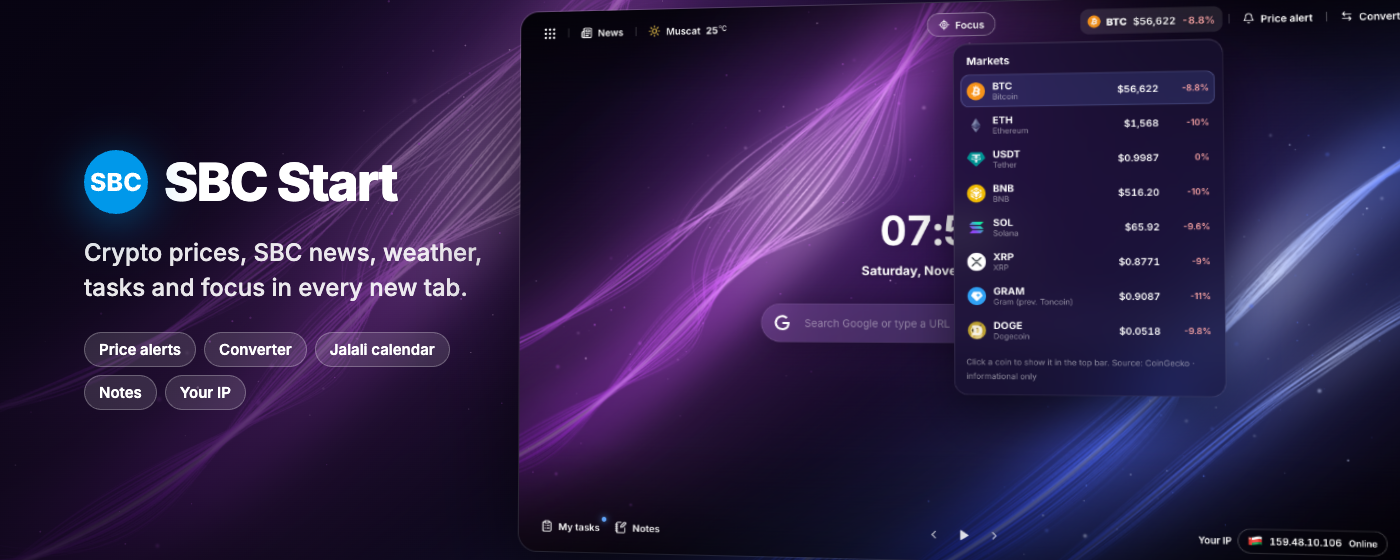 SBC
SBC Start
Crypto prices, SBC news, weather,
tasks and focus in every new tab.
Price alerts
Converter
Jalali calendar
Notes
Your IP
News
Muscat 25°C
Focus
BTC $56,622 -8.8%
Price alert
Convert
Markets
BTC $56,622 -8.8%
Bitcoin
ETH $1,568 -10%
Ethereum
USDT $0.9987 0%
Tether
BNB $516.20 -10%
BNB
SOL $65.92 -9.6%
Solana
XRP $0.8771 -9%
XRP
GRAM $0.9087 -11%
Gram (prev. Toncoin)
DOGE $0.0518 -9.8%
Dogecoin
Click a coin to show it in the top bar. Source: CoinGecko ·
informational only
07:5
Saturday, Nove
G Search Google or type a URL
My tasks
Notes
Your IP 159.48.10.106 Online